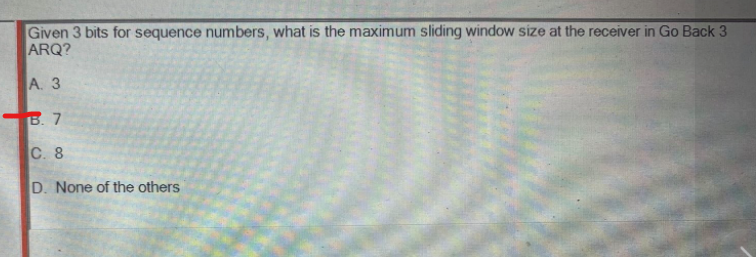 Given 3 bits for sequence numbers, what is the maximum sliding window size at the receiver in Go Back 3
ARQ?
A. 3
B. 7
C. 8
D. None of the others